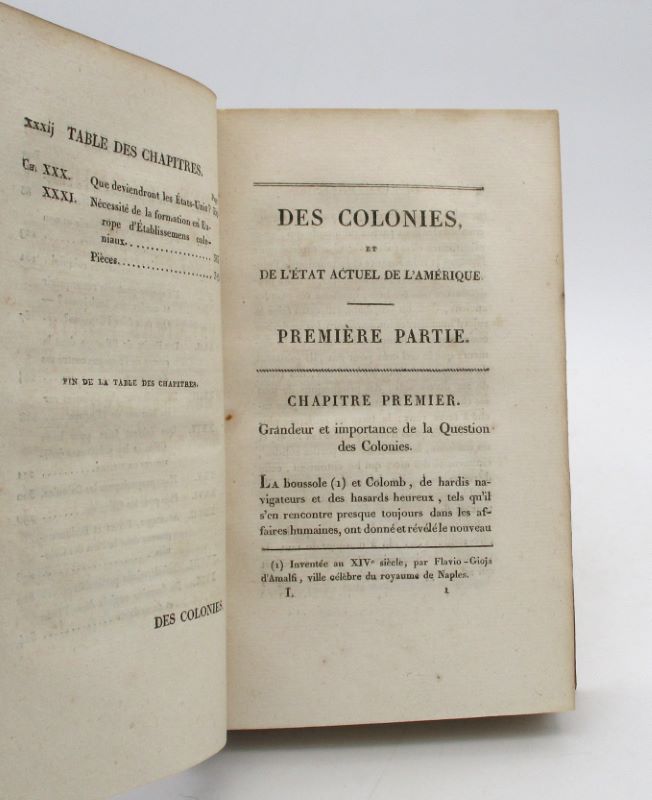 xxxij TABLE DES CHAPITRES.
CH. XXX. Que deviendront les États-Unis?
XXXI. Nécessité de la formation en Eu-
rope d'Établissemens colo-
niaux.
Pièces.
FIN DE LA TABLE DES CHAPITRES.
DES COLONIES
DES COLONIES,
ET
DE L'ÉTAT ACTUEL DE L'AMÉRIQUE.
PREMIÈRE PARTIE.
CHAPITRE PREMIER.
Grandeur et importance de la Question
des Colonies.
LA boussole (1) et Colomb, de hardis na-
vigateurs et des hasards heureux, tels qu'il
s'en rencontre presque toujours dans les af-
faires humaines, ont donné et révélé le nouveau
(1) Inventée au XIVe siècle, par Flavio-Gioja
d'Amalfi, ville célèbre du royaume de Naples.
I. 1